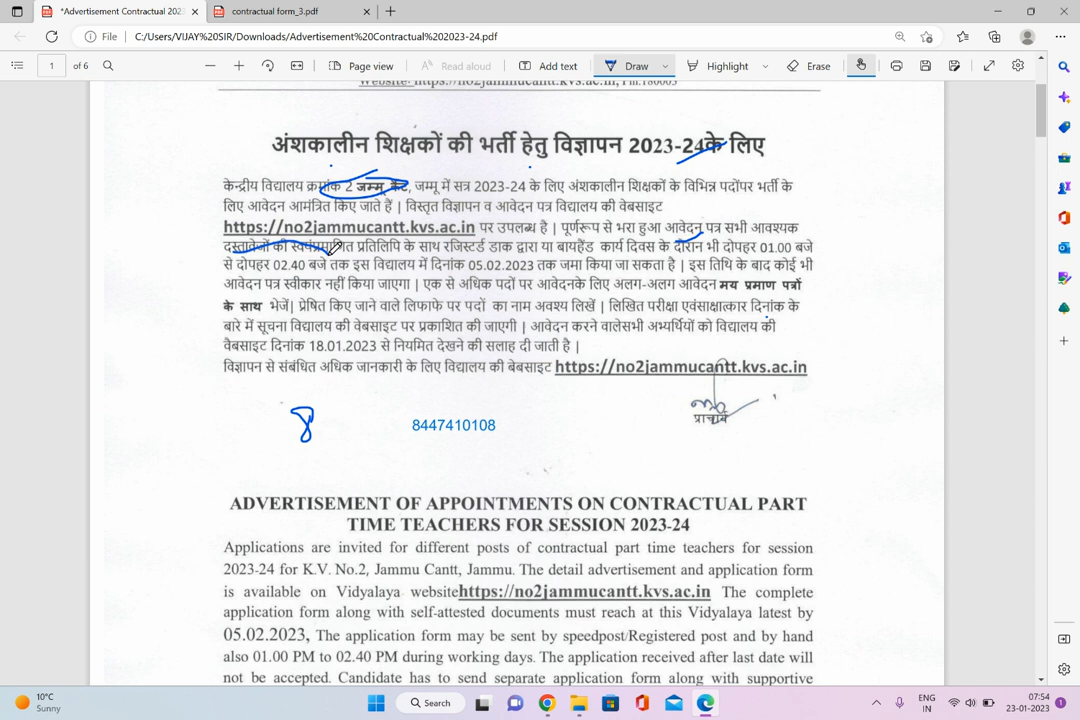 *Advertisement Contractual 202
contractual form_3.pdf
File
C:/Users/VIJAY%20SIR/Downloads/Advertisement%20Contractual%202023-24.pdf
1 of 6
Page view
Read aloud
Add text
Draw
Highlight
Erase
Website- https://no2jammucantt.kvs.ac.in, Pin.180003
अंशकालीन शिक्षकों की भर्ती हेतु विज्ञापन 2023-24के लिए
केन्द्रीय विद्यालय क्रमांक 2 जम्मू कैंट, जम्मू में सत्र 2023-24 के लिए अंशकालीन शिक्षकों के विभिन्न पदोंपर भर्ती के
लिए आवेदन आमंत्रित किए जाते हैं | विस्तृत विज्ञापन व आवेदन पत्र विद्यालय की वेबसाइट
https://no2jammucantt.kvs.ac.in पर उपलब्ध है | पूर्णरूप से भरा हुआ आवेदन पत्र सभी आवश्यक
दस्तावेजों की स्वयंप्रमाणित प्रतिलिप के साथ रजिस्टर्ड डाक द्वारा या बायहैंड कार्य दिवस के दौरान भी दोपहर 01.00 बजे
से दोपहर 02.40 बजे तक इस विद्यालय में दिनांक 05.02.2023 तक जमा किया जा सकता है | इस तिथि के बाद कोई भी
आवेदन पत्र स्वीकार नहीं किया जाएगा | एक से अधिक पदों पर आवेदनके लिए अलग-अलग आवेदन मय प्रमाण पत्रों
के साथ भेजें| प्रेषित किए जाने वाले लिफाफे पर पदों का नाम अवश्य लिखें | लिखित परीक्षा एवंसाक्षात्कार दिनांक के
बारे में सूचना विद्यालय की वेबसाइट पर प्रकाशित की जाएगी | आवेदन करने वालेसभी अभ्यर्थियों को विद्यालय की
वैबसाइट दिनांक 18.01.2023 से नियमित देखने की सलाह दी जाती है |
विज्ञापन से संबंधित अधिक जानकारी के लिए विद्यालय की बेबसाइट https://no2jammucantt.kvs.ac.in
प्राचार्य
8
8447410108
ADVERTISEMENT OF APPOINTMENTS ON CONTRACTUAL PART
TIME TEACHERS FOR SESSION 2023-24
Applications are invited for different posts of contractual part time teachers for session
2023-24 for K.V. No.2, Jammu Cantt, Jammu. The detail advertisement and application form
is available on Vidyalaya websitehttps://no2jammucantt.kvs.ac.in The complete
application form along with self-attested documents must reach at this Vidyalaya latest by
05.02.2023, The application form may be sent by speedpost/Registered post and by hand
also 01.00 PM to 02.40 PM during working days. The application received after last date will
not be accepted. Candidate has to send separate application form along with supportive
10°C
Sunny
Search
ENG
IN
07:54
23-01-2023
1